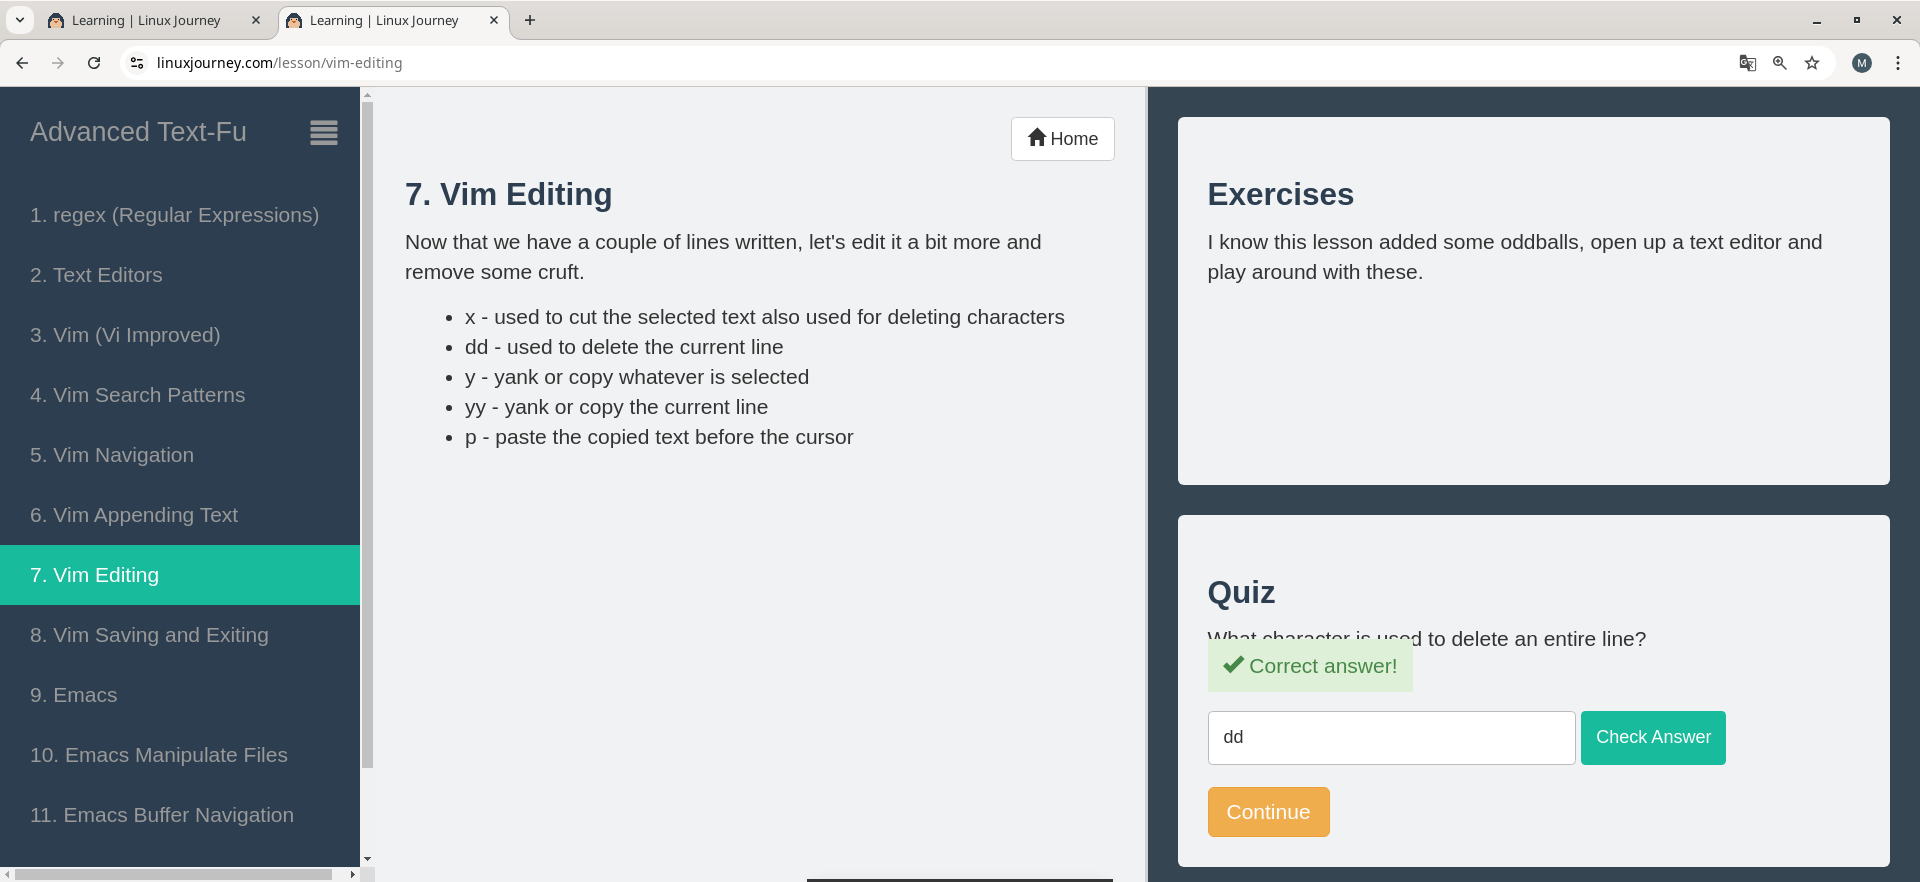 Learning | Linux Journey
Learning | Linux Journey
linuxjourney.com/lesson/vim-editing
M
Advanced Text-Fu
1. regex (Regular Expressions)
2. Text Editors
3. Vim (Vi Improved)
4. Vim Search Patterns
5. Vim Navigation
6. Vim Appending Text
7. Vim Editing
8. Vim Saving and Exiting
9. Emacs
10. Emacs Manipulate Files
11. Emacs Buffer Navigation
Home
7. Vim Editing
Now that we have a couple of lines written, let's edit it a bit more and
remove some cruft.
• x - used to cut the selected text also used for deleting characters
• dd - used to delete the current line
• y - yank or copy whatever is selected
• yy - yank or copy the current line
• p - paste the copied text before the cursor
Exercises
I know this lesson added some oddballs, open up a text editor and
play around with these.
Quiz
What character is used to delete an entire line?
Correct answer!
dd
Check Answer
Continue